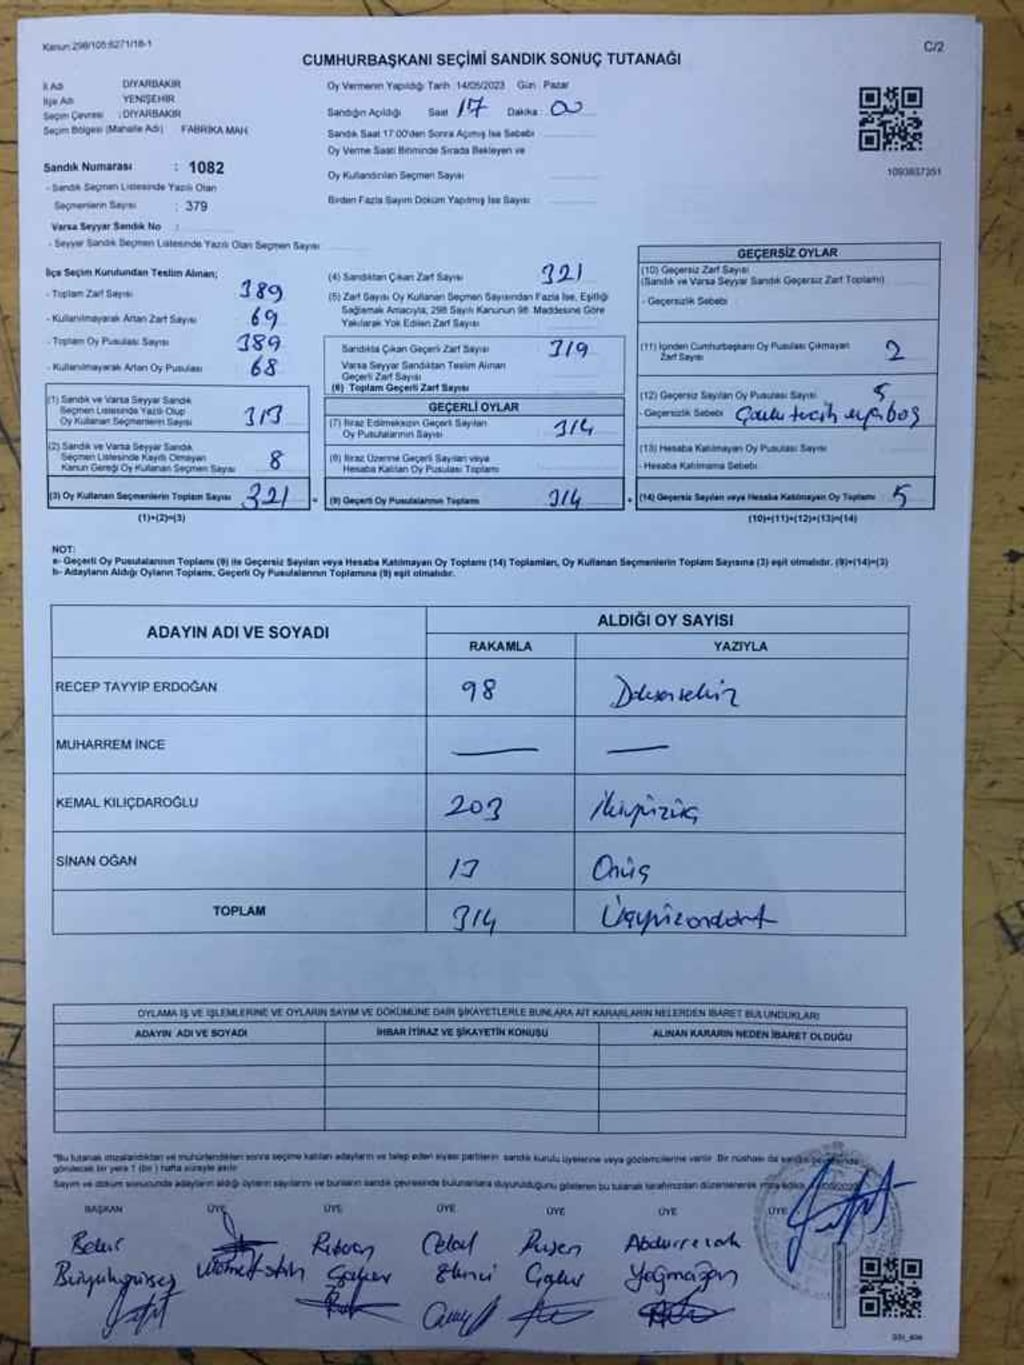 Kanun:298/105:6271/18-1
C/2
CUMHURBAŞKANI SEÇİMİ SANDIK SONUÇ TUTANAĞI
İl Adı DİYARBAKIR
İlçe Adı YENİŞEHİR
Seçim Çevresi : DİYARBAKIR
Seçim Bölgesi (Mahalle Adı) FABRİKA MAH.
Sandık Numarası : 1082
- Sandık Seçmen Listesinde Yazılı Olan
Seçmenlerin Sayısı : 379
Varsa Seyyar Sandık No :
- Seyyar Sandık Seçmen Listesinde Yazılı Olan Seçmen Sayısı
Oy Vermenin Yapıldığı Tarih 14/05/2023 Gün : Pazar
Sandığın Açıldığı Saat 17 Dakika : 00
Sandık Saat 17:00'den Sonra Açılmış İse Sebebi
Oy Verme Saati Bitiminde Sırada Bekleyen ve
Oy Kullandırılan Seçmen Sayısı
Birden Fazla Sayım Döküm Yapılmış İse Sayısı
1093837351
İlçe Seçim Kurulundan Teslim Alınan;
- Toplam Zarf Sayısı 389
- Kullanılmayarak Artan Zarf Sayısı 69
- Toplam Oy Pusulası Sayısı 389
- Kullanılmayarak Artan Oy Pusulası 68
(1) Sandık ve Varsa Seyyar Sandık
Seçmen Listesinde Yazılı Olup
Oy Kullanan Seçmenlerin Sayısı 313
(2) Sandık ve Varsa Seyyar Sandık
Seçmen Listesinde Kayıtlı Olmayan
Kanun Gereği Oy Kullanan Seçmen Sayısı 8
(3) Oy Kullanan Seçmenlerin Toplam Sayısı 321
(1)+(2)=(3)
(4) Sandıktan Çıkan Zarf Sayısı 321
(5) Zarf Sayısı Oy Kullanan Seçmen Sayısından Fazla İse, Eşitliği
Sağlamak Amacıyla; 298 Sayılı Kanunun 98. Maddesine Göre
Yakılarak Yok Edilen Zarf Sayısı
Sandıkta Çıkan Geçerli Zarf Sayısı 319
Varsa Seyyar Sandıktan Teslim Alınan
Geçerli Zarf Sayısı
(6) Toplam Geçerli Zarf Sayısı
GEÇERLİ OYLAR
(7) İtiraz Edilmeksizin Geçerli Sayılan
Oy Pusulalarının Sayısı 314
(8) İtiraz Üzerine Geçerli Sayılan veya
Hesaba Katılan Oy Pusulası Toplamı
= (9) Geçerli Oy Pusulalarının Toplamı 314
GEÇERSİZ OYLAR
(10) Geçersiz Zarf Sayısı
(Sandık ve Varsa Seyyar Sandık Geçersiz Zarf Toplamı)
- Geçersizlik Sebebi
(11) İçinden Cumhurbaşkanı Oy Pusulası Çıkmayan
Zarf Sayısı 2
(12) Geçersiz Sayılan Oy Pusulası Sayısı 5
- Geçersizlik Sebebi
(13) Hesaba Katılmayan Oy Pusulası Sayısı
- Hesaba Katılmama Sebebi
+ (14) Geçersiz Sayılan veya Hesaba Katılmayan Oy Toplamı 5
(10)+(11)+(12)+(13)=(14)
NOT:
a- Geçerli Oy Pusulalarının Toplamı (9) ile Geçersiz Sayılan veya Hesaba Katılmayan Oy Toplamı (14) Toplamları, Oy Kullanan Seçmenlerin Toplam Sayısına (3) eşit olmalıdır. (9)+(14)=(3)
b- Adayların Aldığı Oyların Toplamı, Geçerli Oy Pusulalarının Toplamına (9) eşit olmalıdır.
ADAYIN ADI VE SOYADI ALDIĞI OY SAYISI
RAKAMLA YAZIYLA
RECEP TAYYİP ERDOĞAN 98 Doksansekiz
MUHARREM İNCE — —
KEMAL KILIÇDAROĞLU 203 ikiyüzüç
SİNAN OĞAN 13 Onüç
TOPLAM 314 Üçyüzondört
OYLAMA İŞ VE İŞLEMLERİNE VE OYLARIN SAYIM VE DÖKÜMÜNE DAİR ŞİKAYETLERLE BUNLARA AİT KARARLARIN NELERDEN İBARET BULUNDUKLARI
ADAYIN ADI VE SOYADI İHBAR İTİRAZ VE ŞİKAYETİN KONUSU ALINAN KARARIN NEDEN İBARET OLDUĞU
"Bu tutanak imzalandıktan ve mühürlendikten sonra seçime katılan adayların ve talep eden siyasi partilerin sandık kurulu üyelerine veya gözlemcilerine verilir. Bir nüshası da sandık çevresinde
görülecek bir yere 1 (bir) hafta süreyle asılır.
Sayım ve döküm sonucunda adayların aldığı oyların sayılarını ve bunların sandık çevresinde bulunanlara duyurulduğunu gösteren bu tutanak tarafımızdan düzenlenerek imza edildi.
BAŞKAN ÜYE ÜYE ÜYE ÜYE ÜYE ÜYE
Celal Abdurrezak
Ekinci